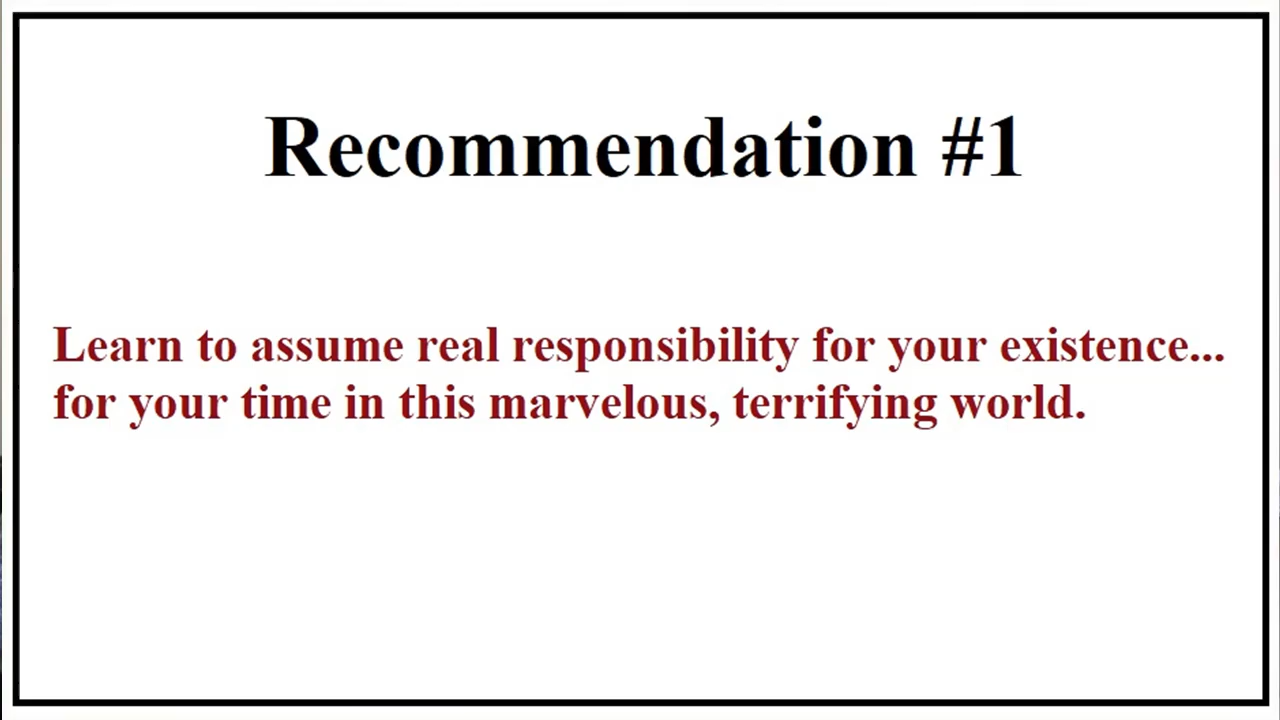 Recommendation #1
Learn to assume real responsibility for your existence...
for your time in this marvelous, terrifying world.